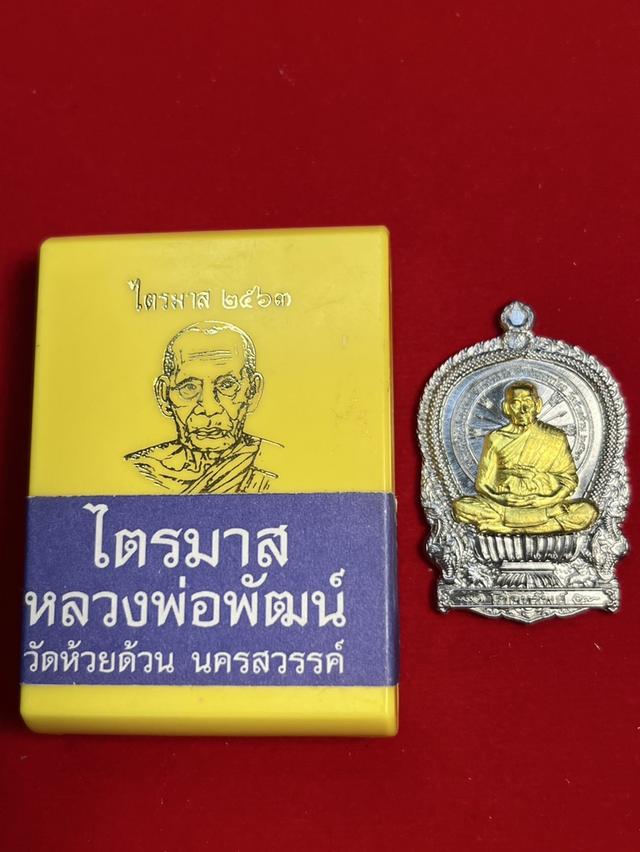 ไตรมาส ๒๕๖๓
ไตรมาส
หลวงพ่อพัฒน์
วัดห้วยด้วน นครสวรรค์